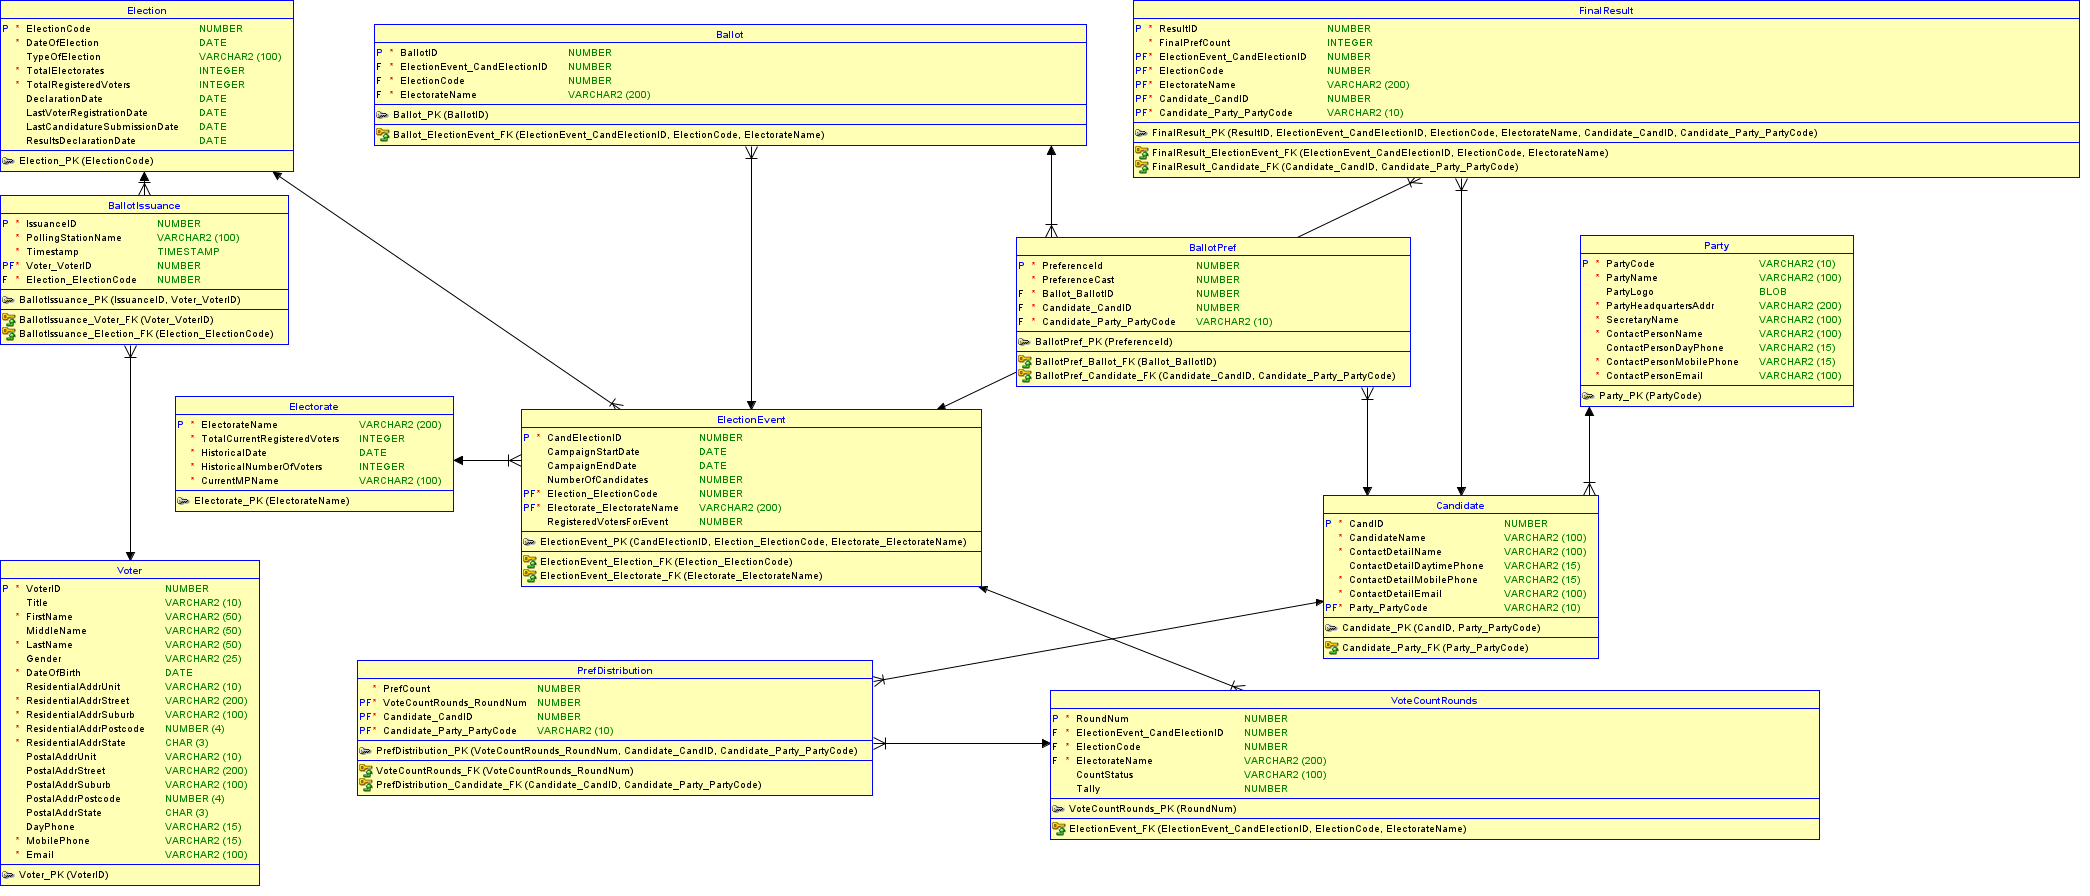 Election
P * ElectionCode NUMBER
* DateOfElection DATE
TypeOfElection VARCHAR2 (100)
* TotalElectorates INTEGER
* TotalRegisteredVoters INTEGER
DeclarationDate DATE
LastVoterRegistrationDate DATE
LastCandidatureSubmissionDate DATE
ResultsDeclarationDate DATE
Election_PK (ElectionCode)
Ballot
P * BallotID NUMBER
F * ElectionEvent_CandElectionID NUMBER
F * ElectionCode NUMBER
F * ElectorateName VARCHAR2 (200)
Ballot_PK (BallotID)
Ballot_ElectionEvent_FK (ElectionEvent_CandElectionID, ElectionCode, ElectorateName)
FinalResult
P * ResultID NUMBER
* FinalPrefCount INTEGER
PF* ElectionEvent_CandElectionID NUMBER
PF* ElectionCode NUMBER
PF* ElectorateName VARCHAR2 (200)
PF* Candidate_CandID NUMBER
PF* Candidate_Party_PartyCode VARCHAR2 (10)
FinalResult_PK (ResultID, ElectionEvent_CandElectionID, ElectionCode, ElectorateName, Candidate_CandID, Candidate_Party_PartyCode)
FinalResult_ElectionEvent_FK (ElectionEvent_CandElectionID, ElectionCode, ElectorateName)
FinalResult_Candidate_FK (Candidate_CandID, Candidate_Party_PartyCode)
BallotIssuance
P * IssuanceID NUMBER
* PollingStationName VARCHAR2 (100)
* Timestamp TIMESTAMP
PF* Voter_VoterID NUMBER
F * Election_ElectionCode NUMBER
BallotIssuance_PK (IssuanceID, Voter_VoterID)
BallotIssuance_Voter_FK (Voter_VoterID)
BallotIssuance_Election_FK (Election_ElectionCode)
BallotPref
P * PreferenceId NUMBER
* PreferenceCast NUMBER
F * Ballot_BallotID NUMBER
F * Candidate_CandID NUMBER
F * Candidate_Party_PartyCode VARCHAR2 (10)
BallotPref_PK (PreferenceId)
BallotPref_Ballot_FK (Ballot_BallotID)
BallotPref_Candidate_FK (Candidate_CandID, Candidate_Party_PartyCode)
Party
P * PartyCode VARCHAR2 (10)
* PartyName VARCHAR2 (100)
PartyLogo BLOB
* PartyHeadquartersAddr VARCHAR2 (200)
* SecretaryName VARCHAR2 (100)
* ContactPersonName VARCHAR2 (100)
ContactPersonDayPhone VARCHAR2 (15)
* ContactPersonMobilePhone VARCHAR2 (15)
* ContactPersonEmail VARCHAR2 (100)
Party_PK (PartyCode)
Electorate
P * ElectorateName VARCHAR2 (200)
* TotalCurrentRegisteredVoters INTEGER
* HistoricalDate DATE
* HistoricalNumberOfVoters INTEGER
* CurrentMPName VARCHAR2 (100)
Electorate_PK (ElectorateName)
ElectionEvent
P * CandElectionID NUMBER
CampaignStartDate DATE
CampaignEndDate DATE
NumberOfCandidates NUMBER
PF* Election_ElectionCode NUMBER
PF* Electorate_ElectorateName VARCHAR2 (200)
RegisteredVotersForEvent NUMBER
ElectionEvent_PK (CandElectionID, Election_ElectionCode, Electorate_ElectorateName)
ElectionEvent_Election_FK (Election_ElectionCode)
ElectionEvent_Electorate_FK (Electorate_ElectorateName)
Candidate
P * CandID NUMBER
* CandidateName VARCHAR2 (100)
* ContactDetailName VARCHAR2 (100)
ContactDetailDaytimePhone VARCHAR2 (15)
* ContactDetailMobilePhone VARCHAR2 (15)
* ContactDetailEmail VARCHAR2 (100)
PF* Party_PartyCode VARCHAR2 (10)
Candidate_PK (CandID, Party_PartyCode)
Candidate_Party_FK (Party_PartyCode)
Voter
P * VoterID NUMBER
Title VARCHAR2 (10)
* FirstName VARCHAR2 (50)
MiddleName VARCHAR2 (50)
* LastName VARCHAR2 (50)
Gender VARCHAR2 (25)
* DateOfBirth DATE
ResidentialAddrUnit VARCHAR2 (10)
* ResidentialAddrStreet VARCHAR2 (200)
* ResidentialAddrSuburb VARCHAR2 (100)
* ResidentialAddrPostcode NUMBER (4)
* ResidentialAddrState CHAR (3)
PostalAddrUnit VARCHAR2 (10)
PostalAddrStreet VARCHAR2 (200)
PostalAddrSuburb VARCHAR2 (100)
PostalAddrPostcode NUMBER (4)
PostalAddrState CHAR (3)
DayPhone VARCHAR2 (15)
* MobilePhone VARCHAR2 (15)
* Email VARCHAR2 (100)
Voter_PK (VoterID)
PrefDistribution
* PrefCount NUMBER
PF* VoteCountRounds_RoundNum NUMBER
PF* Candidate_CandID NUMBER
PF* Candidate_Party_PartyCode VARCHAR2 (10)
PrefDistribution_PK (VoteCountRounds_RoundNum, Candidate_CandID, Candidate_Party_PartyCode)
VoteCountRounds_FK (VoteCountRounds_RoundNum)
PrefDistribution_Candidate_FK (Candidate_CandID, Candidate_Party_PartyCode)
VoteCountRounds
P * RoundNum NUMBER
F * ElectionEvent_CandElectionID NUMBER
F * ElectionCode NUMBER
F * ElectorateName VARCHAR2 (200)
CountStatus VARCHAR2 (100)
Tally NUMBER
VoteCountRounds_PK (RoundNum)
ElectionEvent_FK (ElectionEvent_CandElectionID, ElectionCode, ElectorateName)